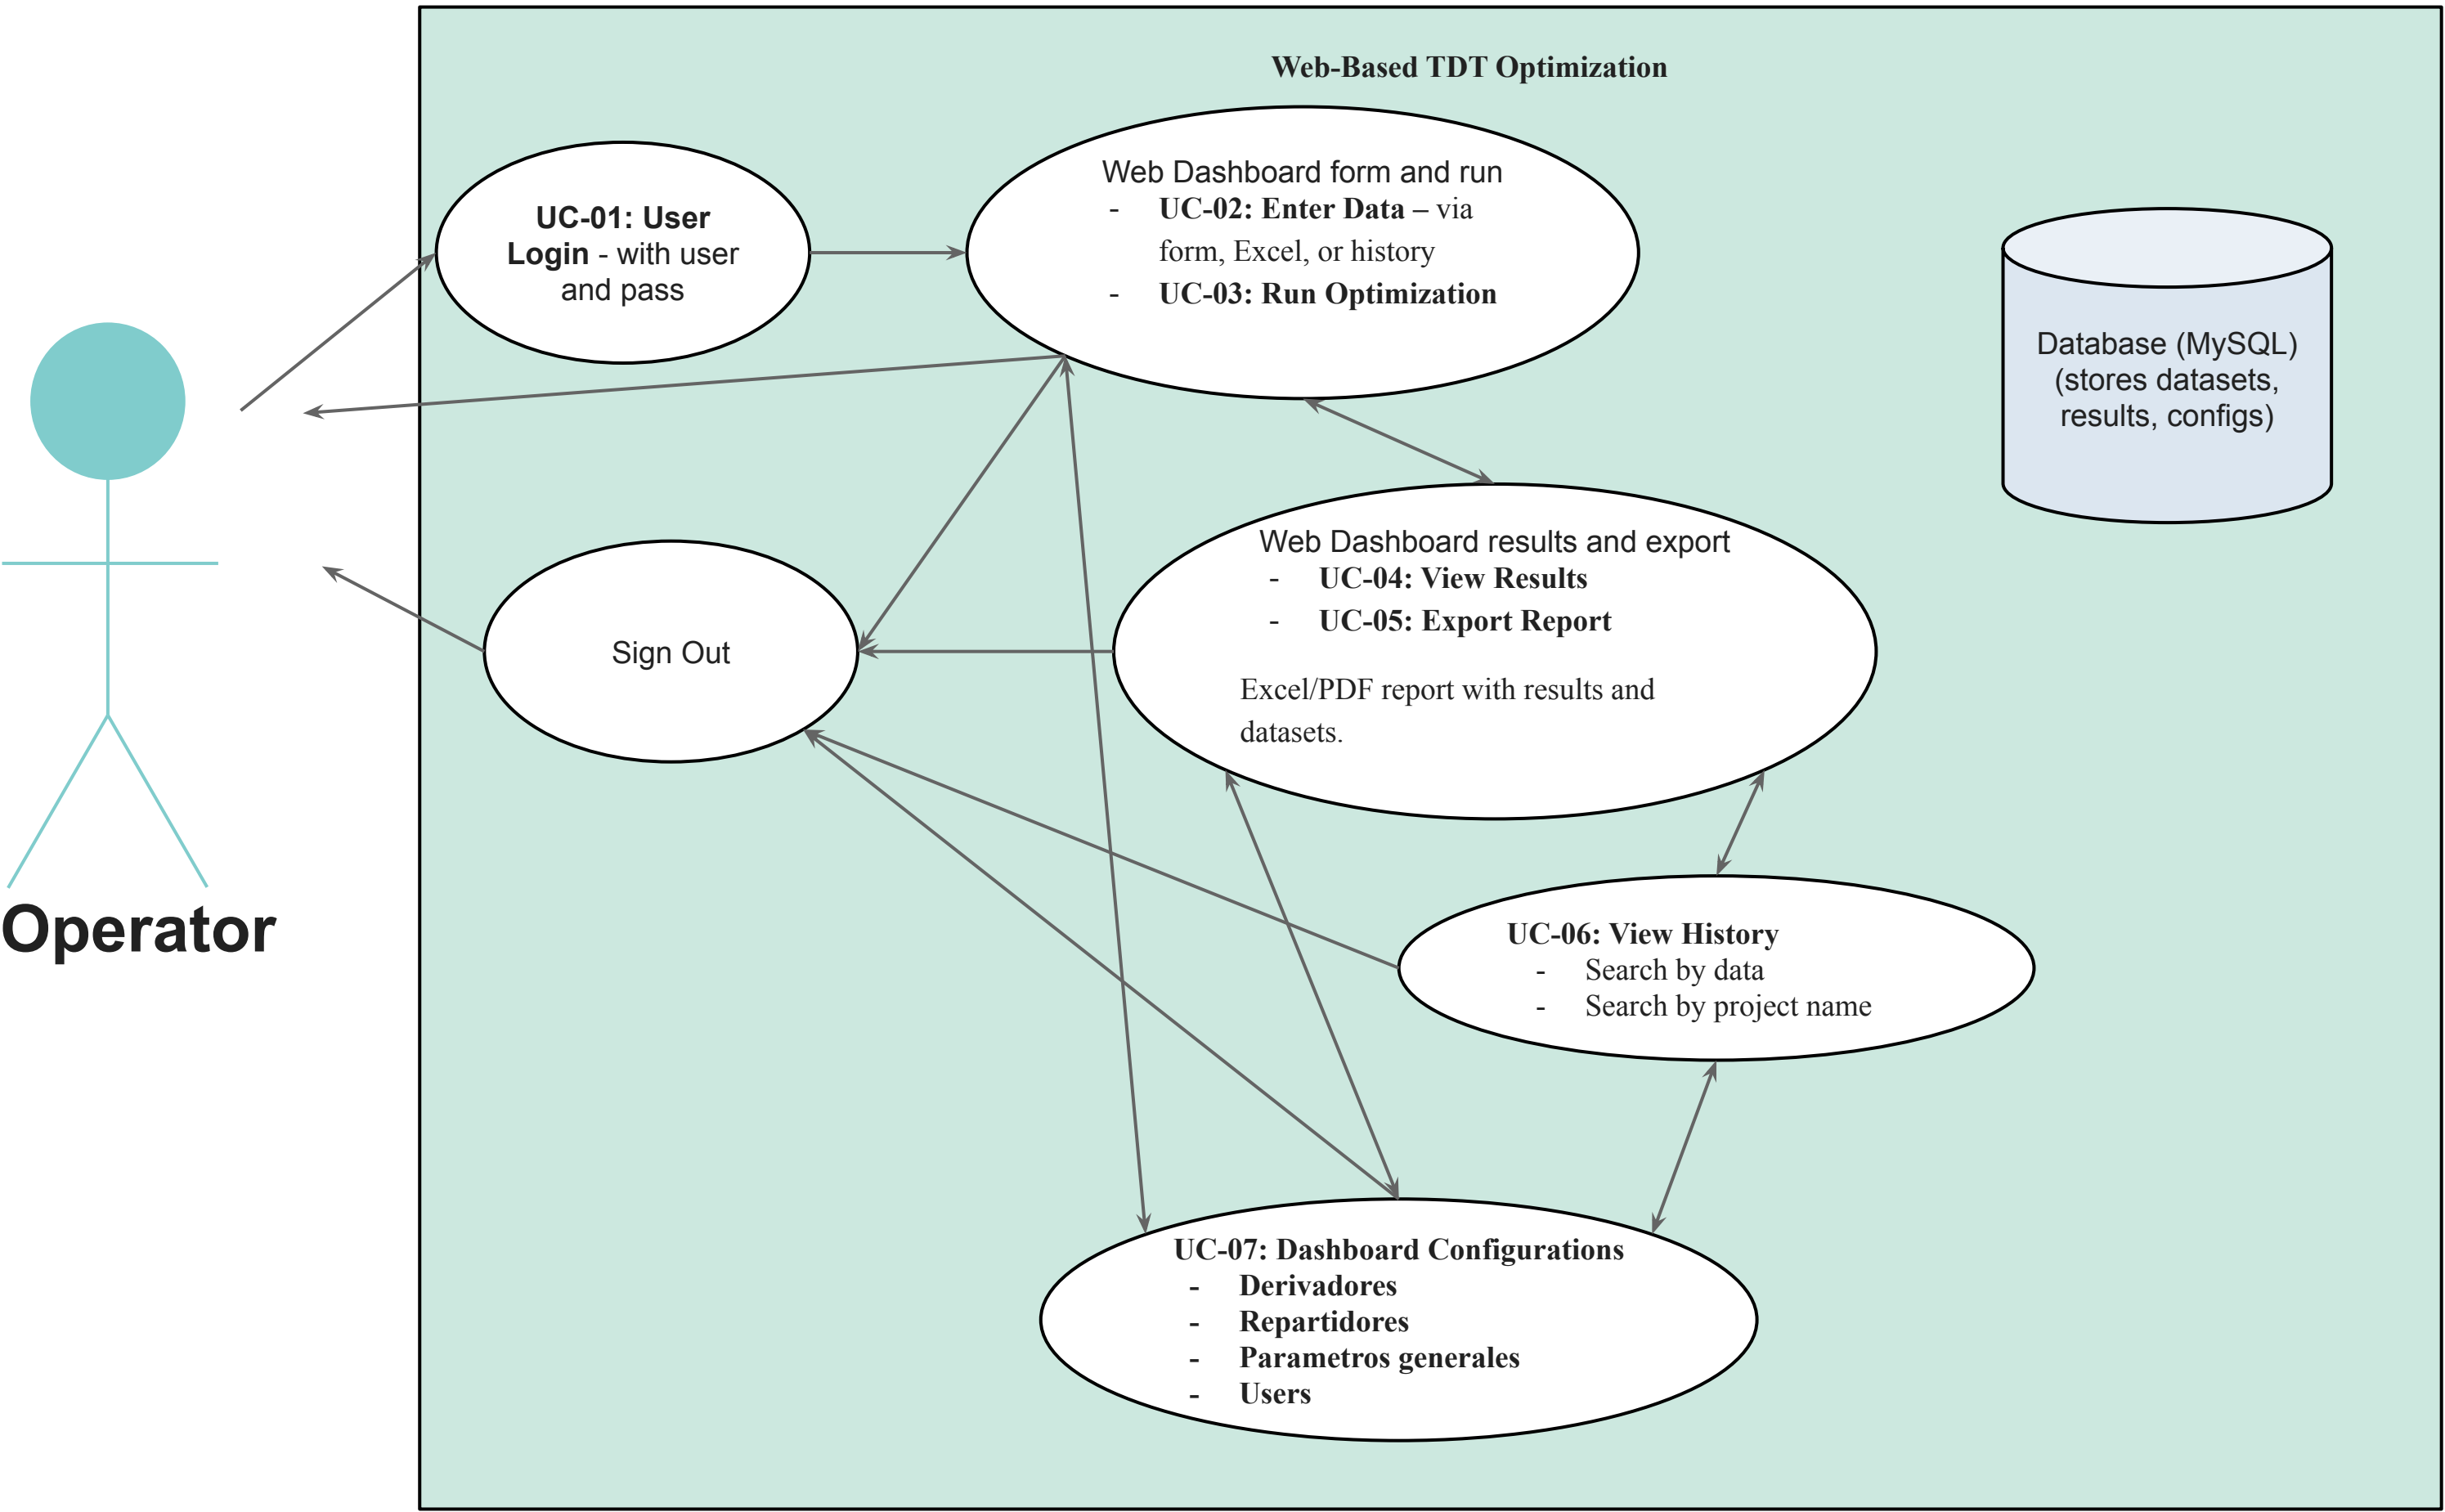 Web-Based TDT Optimization
UC-01: User
Login - with user
and pass
Web Dashboard form and run
- UC-02: Enter Data – via
form, Excel, or history
- UC-03: Run Optimization
Database (MySQL)
(stores datasets,
results, configs)
Web Dashboard results and export
- UC-04: View Results
- UC-05: Export Report
Excel/PDF report with results and
datasets.
Sign Out
Operator
UC-06: View History
- Search by data
- Search by project name
UC-07: Dashboard Configurations
- Derivadores
- Repartidores
- Parametros generales
- Users